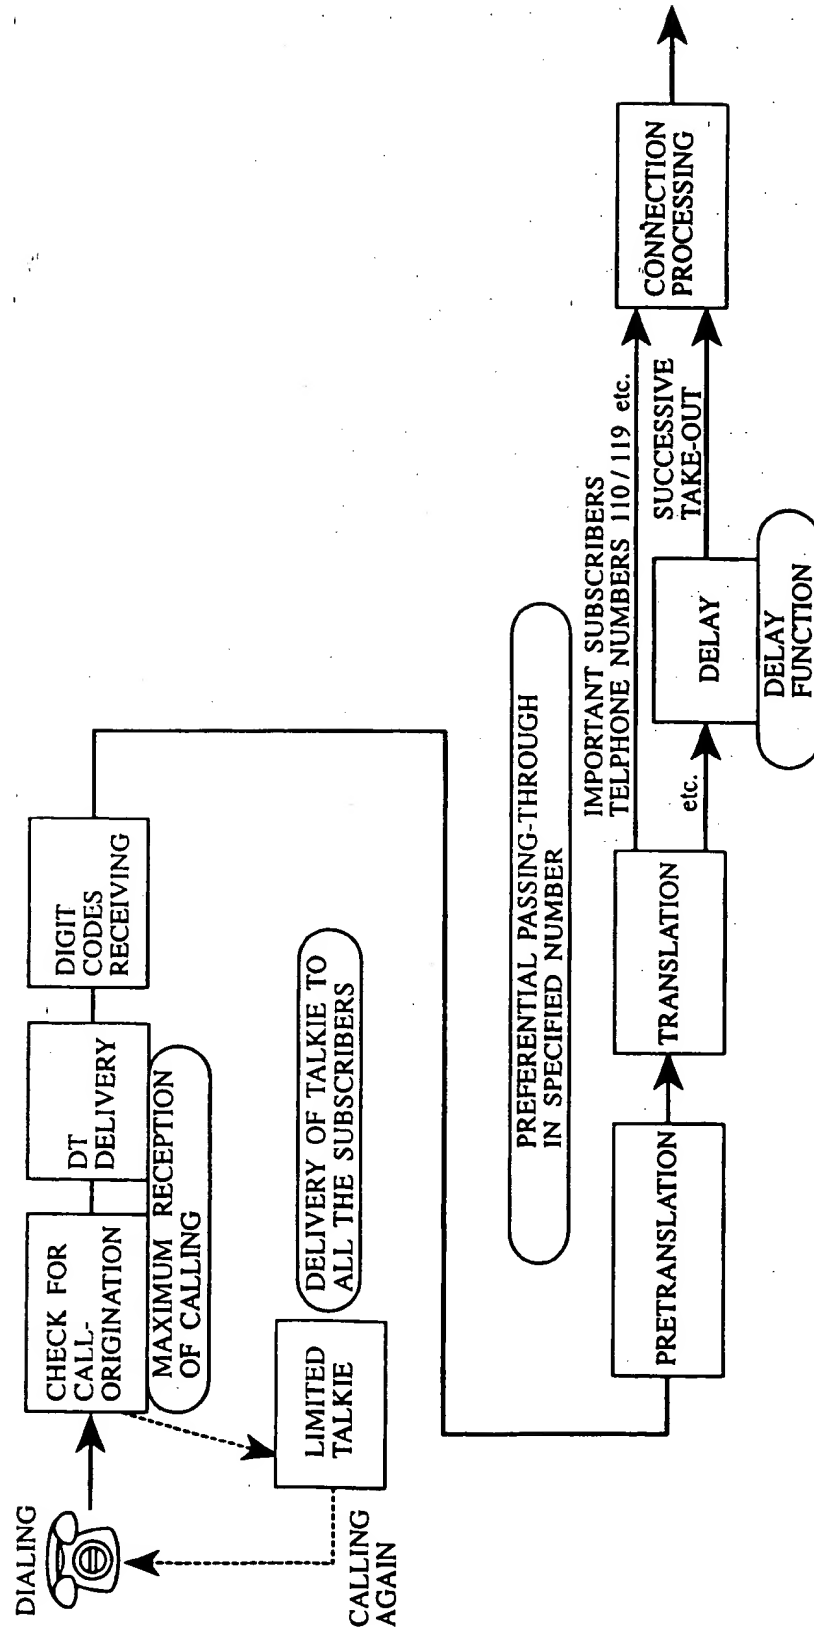 DIALING
CHECK FOR
CALL-
ORIGINATION
DT
DELIVERY
DIGIT
CODES
RECEIVING
MAXIMUM RECEPTION
OF CALLING
LIMITED
TALKIE
DELIVERY OF TALKIE TO
ALL THE SUBSCRIBERS
CALLING
AGAIN
PREFERENTIAL PASSING-THROUGH
IN SPECIFIED NUMBER
PRETRANSLATION
TRANSLATION
IMPORTANT SUBSCRIBERS
TELPHONE NUMBERS 110/119 etc.
etc.
DELAY
DELAY
FUNCTION
SUCCESSIVE
TAKE-OUT
CONNECTION
PROCESSING